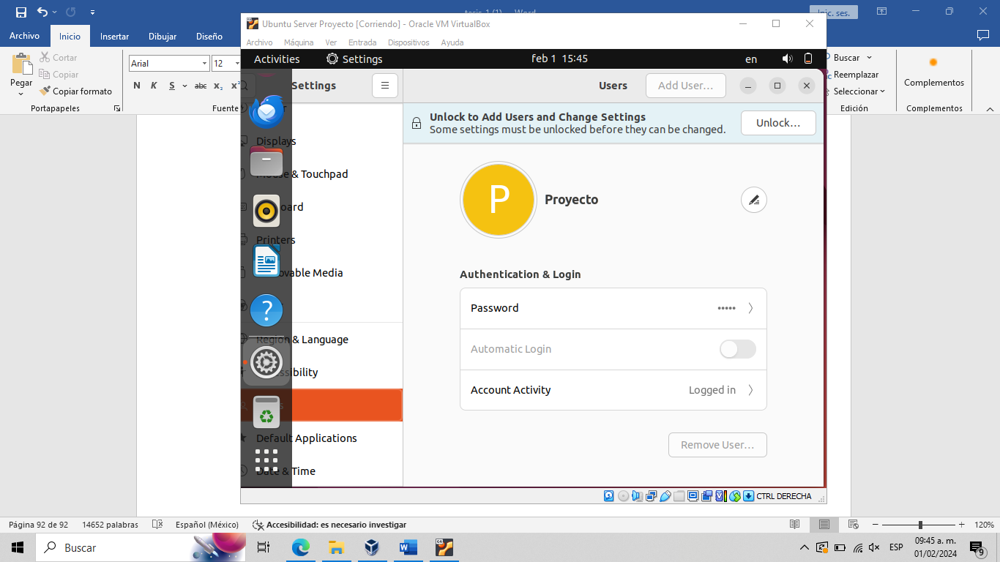 tesis-1 (1) - Word
Inic. ses.
Archivo Inicio Insertar Dibujar Diseño
Pegar
Cortar
Copiar
Copiar formato
Portapapeles
Arial 12
N K S abc x₂ x²
Fuente
Buscar
Reemplazar
Seleccionar
Edición
Complementos
Complementos
Ubuntu Server Proyecto [Corriendo] - Oracle VM VirtualBox
Archivo Máquina Ver Entrada Dispositivos Ayuda
Activities Settings feb 1 15:45 en
Settings
Users Add User…
Unlock to Add Users and Change Settings
Some settings must be unlocked before they can be changed.
Unlock…
Displays
Mouse & Touchpad
Printers
Region & Language
Default Applications
Date & Time
P
Proyecto
Authentication & Login
Password •••••
Automatic Login
Account Activity Logged in
Remove User…
CTRL DERECHA
Página 92 de 92 14652 palabras Español (México) Accesibilidad: es necesario investigar 120%
Buscar
64
ESP
09:45 a. m.
01/02/2024
9